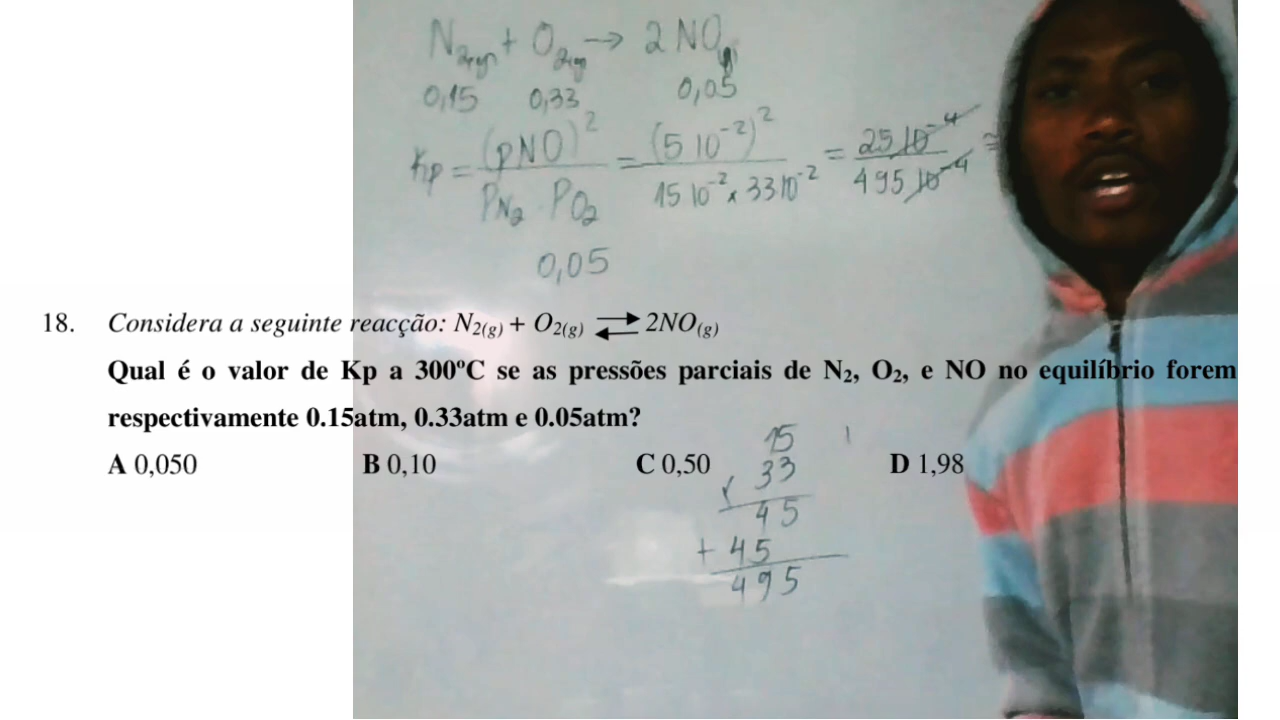 N₂(g) + O₂(g) → 2 NO(g)
0,15 0,33 0,05
Kp = (pNO)² / PN₂ · PO₂ = (5 10⁻²)² / 15 10⁻² x 33 10⁻² = 25 10⁻⁴ / 495 10⁻⁴ ≅
0,05
18. Considera a seguinte reacção: N2(g) + O2(g) ⇄ 2NO(g)
Qual é o valor de Kp a 300ºC se as pressões parciais de N2, O2, e NO no equilíbrio forem
respectivamente 0.15atm, 0.33atm e 0.05atm?
A 0,050 B 0,10 C 0,50 D 1,98
15
x 33
45
+ 45
495